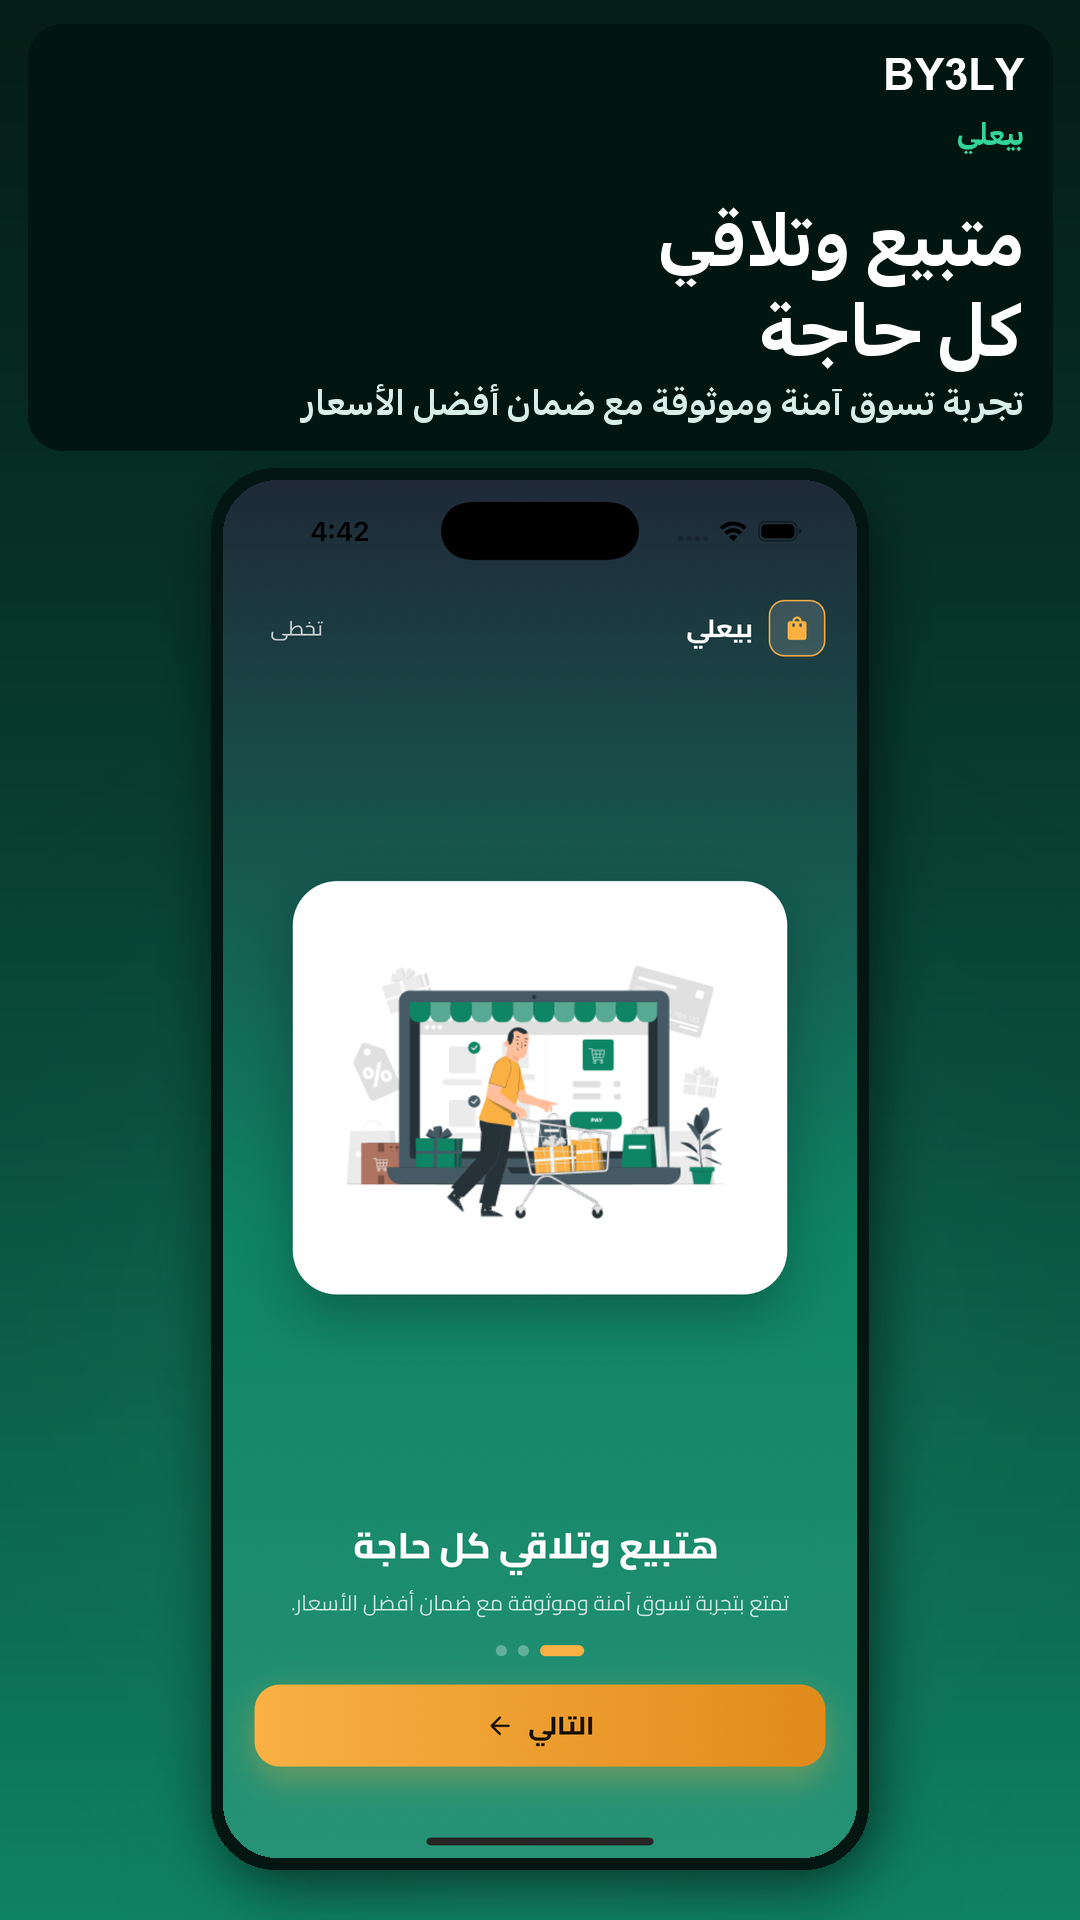 BY3LY
بيعلي
متبيع وتلاقي
كل حاجة
تجربة تسوق آمنة وموثوقة مع ضمان أفضل الأسعار
4:42
بيعلي
تخطى
%
PAY
هتبيع وتلاقي كل حاجة
تمتع بتجربة تسوق آمنة وموثوقة مع ضمان أفضل الأسعار.
التالي